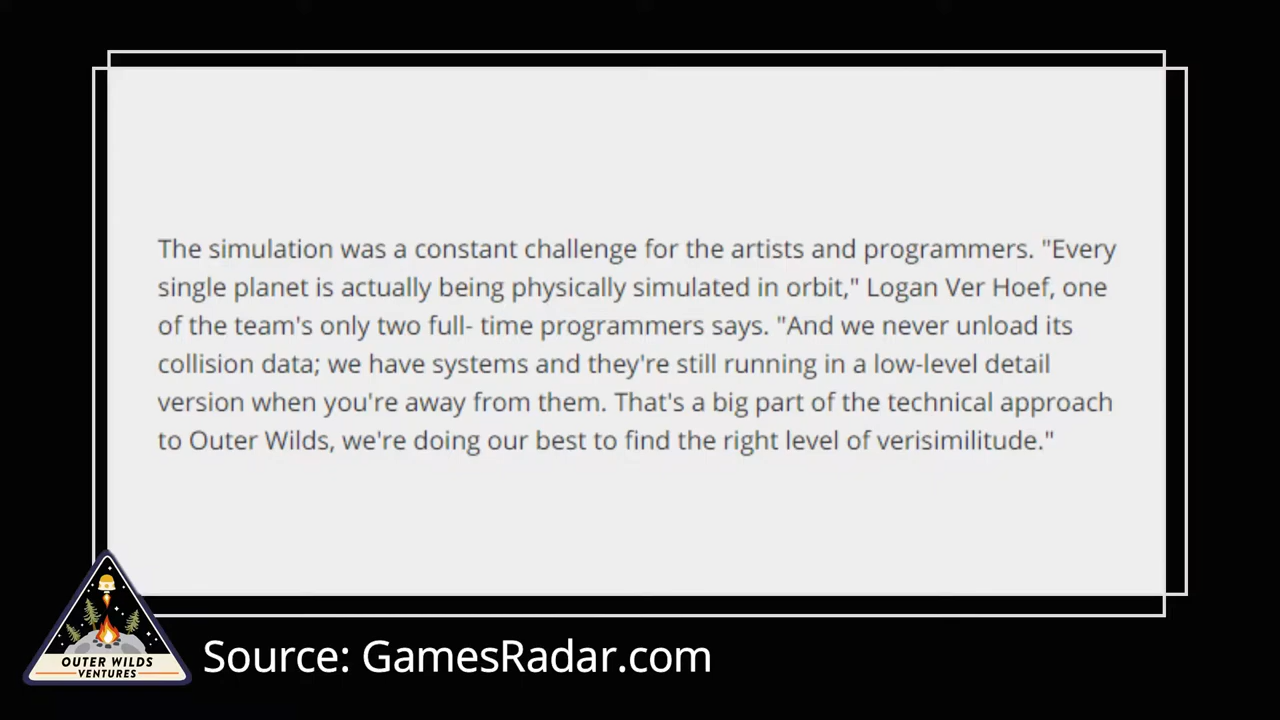 The simulation was a constant challenge for the artists and programmers. "Every
single planet is actually being physically simulated in orbit," Logan Ver Hoef, one
of the team's only two full- time programmers says. "And we never unload its
collision data; we have systems and they're still running in a low-level detail
version when you're away from them. That's a big part of the technical approach
to Outer Wilds, we're doing our best to find the right level of verisimilitude."
OUTER WILDS
VENTURES
Source: GamesRadar.com